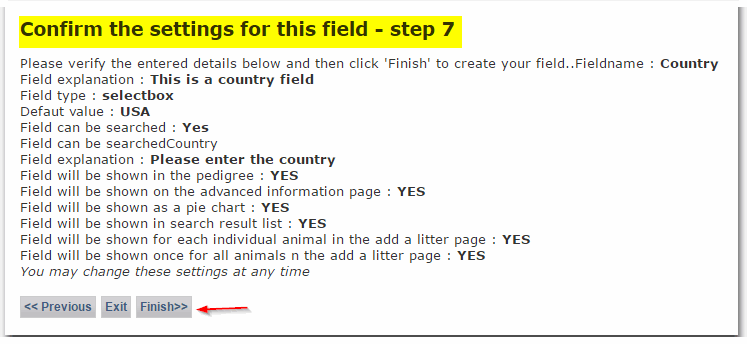 Confirm the settings for this field - step 7
Please verify the entered details below and then click 'Finish' to create your field..Fieldname : Country
Field explanation : This is a country field
Field type : selectbox
Defaut value : USA
Field can be searched : Yes
Field can be searchedCountry
Field explanation : Please enter the country
Field will be shown in the pedigree : YES
Field will be shown on the advanced information page : YES
Field will be shown as a pie chart : YES
Field will be shown in search result list : YES
Field will be shown for each individual animal in the add a litter page : YES
Field will be shown once for all animals n the add a litter page : YES
You may change these settings at any time
<< Previous Exit Finish>>